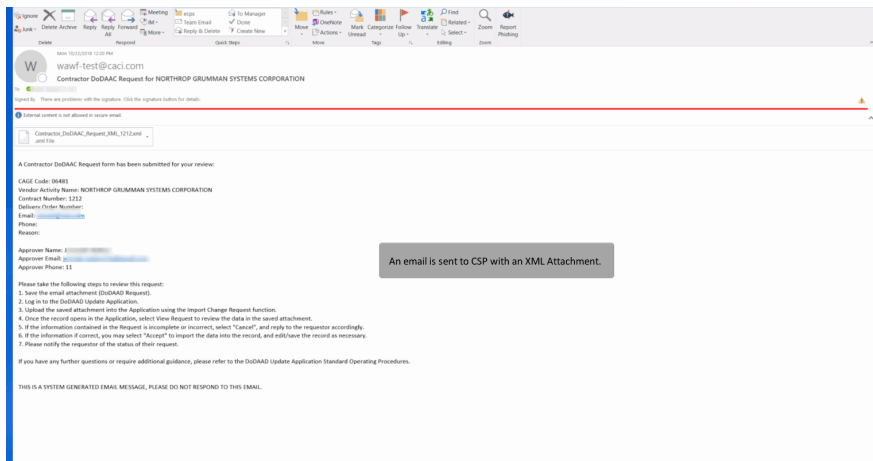 Ignore
Junk
Delete
Archive
Reply
Reply All
Forward
Meeting
IM
More
Delete
Respond
esps
Team Email
Reply & Delete
To Manager
Done
Create New
Quick Steps
Move
Rules
OneNote
Actions
Move
Mark Unread
Categorize
Follow Up
Tags
Translate
Find
Related
Select
Editing
Zoom
Zoom
Report Phishing
Mon 10/22/2018 12:20 PM
W
wawf-test@caci.com
Contractor DoDAAC Request for NORTHROP GRUMMAN SYSTEMS CORPORATION
To
Signed By There are problems with the signature. Click the signature button for details.
External content is not allowed in secure email.
Contractor_DoDAAC_Request_XML_1212.xml
.xml File
A Contractor DoDAAC Request form has been submitted for your review:
CAGE Code: 06481
Vendor Activity Name: NORTHROP GRUMMAN SYSTEMS CORPORATION
Contract Number: 1212
Delivery Order Number:
Email:
Phone:
Reason:
Approver Name:
Approver Email:
Approver Phone: 11
An email is sent to CSP with an XML Attachment.
Please take the following steps to review this request:
1. Save the email attachment (DoDAAD Request).
2. Log in to the DoDAAD Update Application.
3. Upload the saved attachment into the Application using the Import Change Request function.
4. Once the record opens in the Application, select View Request to review the data in the saved attachment.
5. If the information contained in the Request is incomplete or incorrect, select "Cancel", and reply to the requestor accordingly.
6. If the information if correct, you may select "Accept" to import the data into the record, and edit/save the record as necessary.
7. Please notify the requestor of the status of their request.
If you have any further questions or require additional guidance, please refer to the DoDAAD Update Application Standard Operating Procedures.
THIS IS A SYSTEM GENERATED EMAIL MESSAGE, PLEASE DO NOT RESPOND TO THIS EMAIL.